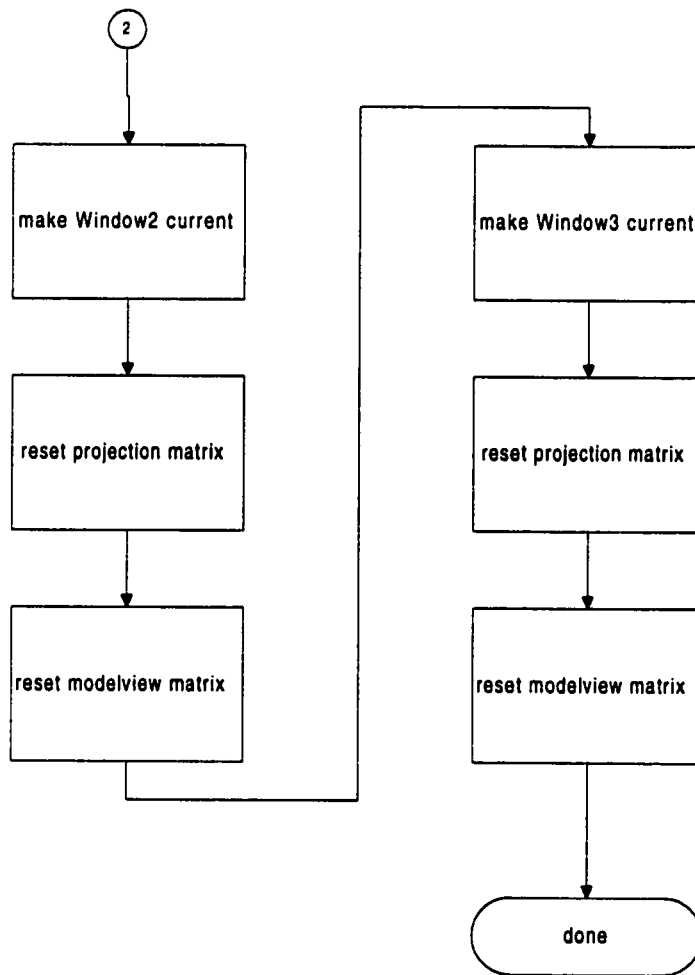 2
make Window2 current
reset projection matrix
reset modelview matrix
make Window3 current
reset projection matrix
reset modelview matrix
done